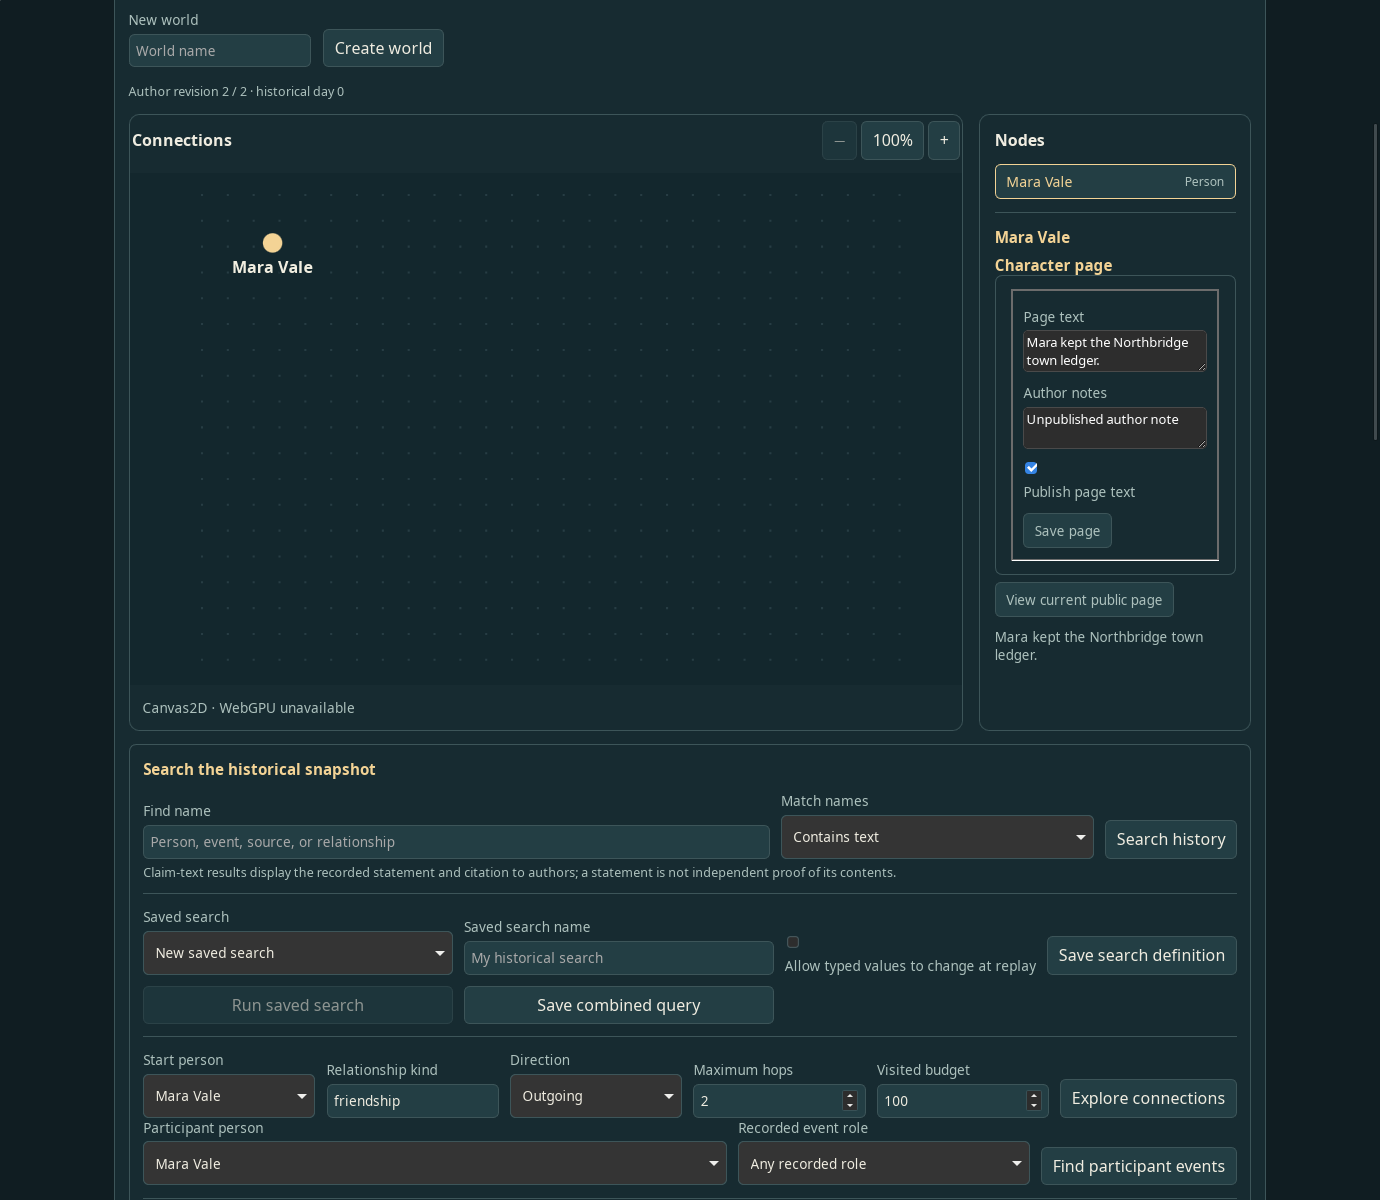 New world
World name
Create world
Author revision 2 / 2 · historical day 0
Connections
—
100%
+
Mara Vale
Canvas2D · WebGPU unavailable
Nodes
Mara Vale Person
Mara Vale
Character page
Page text
Mara kept the Northbridge
town ledger.
Author notes
Unpublished author note
Publish page text
Save page
View current public page
Mara kept the Northbridge town
ledger.
Search the historical snapshot
Find name
Person, event, source, or relationship
Match names
Contains text
Search history
Claim-text results display the recorded statement and citation to authors; a statement is not independent proof of its contents.
Saved search
New saved search
Saved search name
My historical search
Allow typed values to change at replay
Save search definition
Run saved search
Save combined query
Start person
Mara Vale
Relationship kind
friendship
Direction
Outgoing
Maximum hops
2
Visited budget
100
Explore connections
Participant person
Mara Vale
Recorded event role
Any recorded role
Find participant events